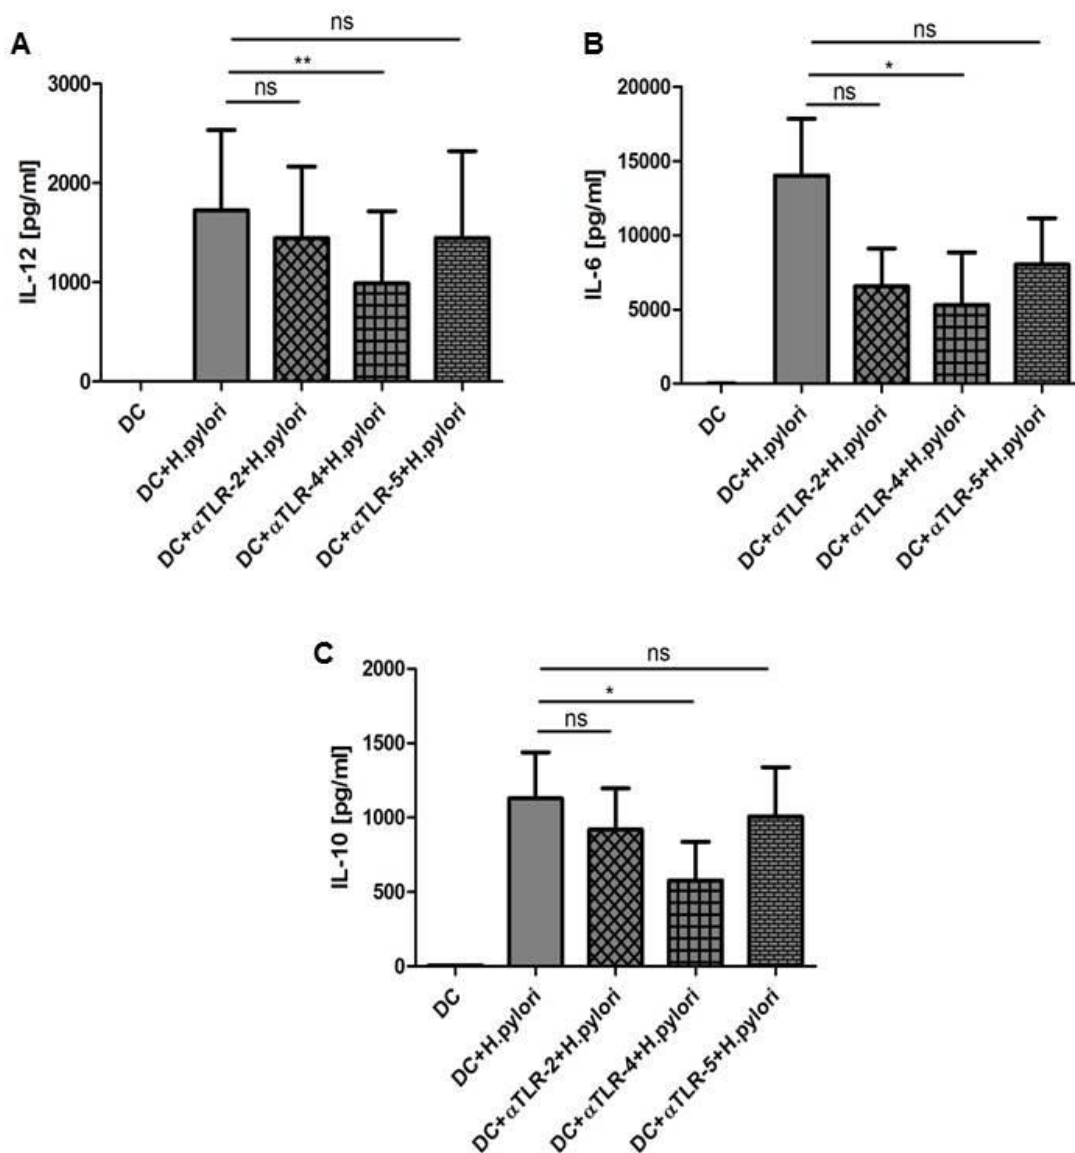 A
ns
**
ns
IL-12 [pg/ml]
3000
2000
1000
0
DC
DC+H.pylori
DC+αTLR-2+H.pylori
DC+αTLR-4+H.pylori
DC+αTLR-5+H.pylori
B
ns
*
ns
IL-6 [pg/ml]
20000
15000
10000
5000
0
DC
DC+H.pylori
DC+αTLR-2+H.pylori
DC+αTLR-4+H.pylori
DC+αTLR-5+H.pylori
C
ns
*
ns
IL-10 [pg/ml]
2000
1500
1000
500
0
DC
DC+H.pylori
DC+αTLR-2+H.pylori
DC+αTLR-4+H.pylori
DC+αTLR-5+H.pylori